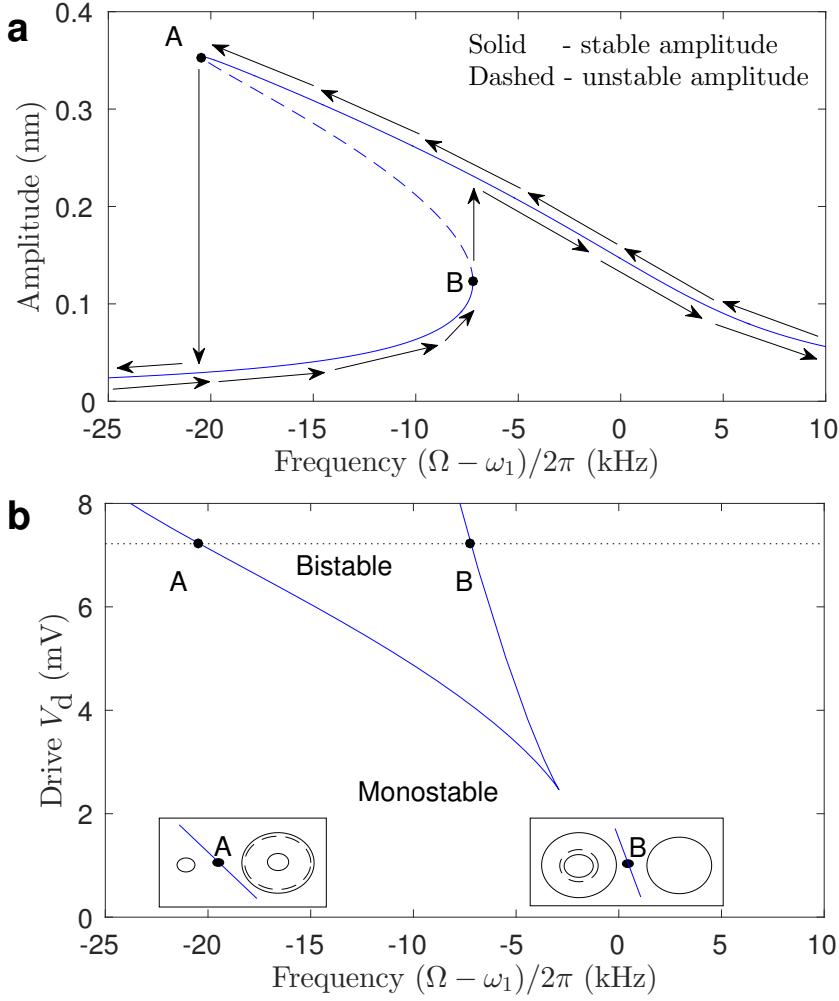 a
A
Solid - stable amplitude
Dashed - unstable amplitude
B
Amplitude (nm)
0.4
0.3
0.2
0.1
0
-25 -20 -15 -10 -5 0 5 10
Frequency (Ω − ω₁)/2π (kHz)
b
A
Bistable
B
Monostable
A
B
Drive V_d (mV)
8
6
4
2
0
-25 -20 -15 -10 -5 0 5 10
Frequency (Ω − ω₁)/2π (kHz)